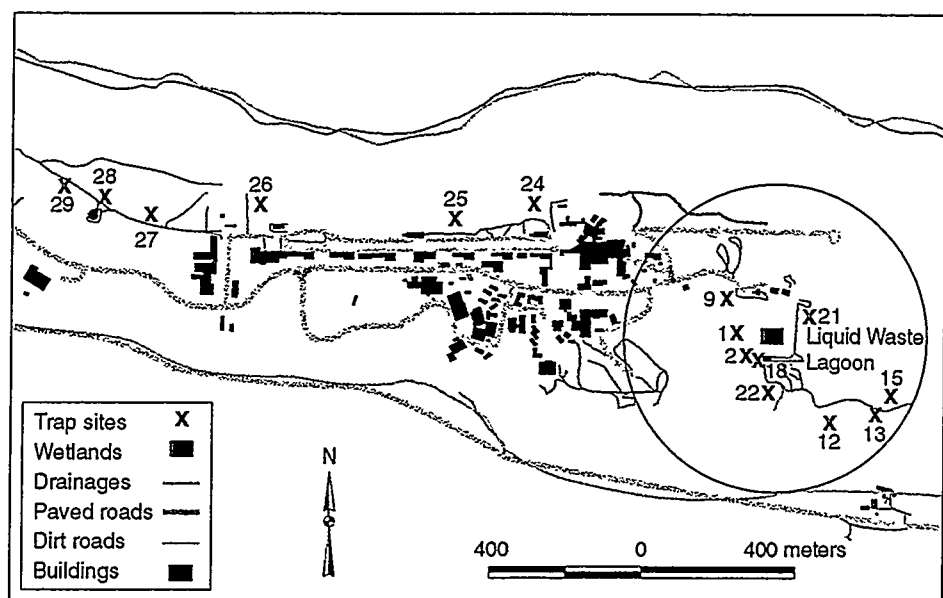 28
29
27
26
25
24
9
21
1
Liquid Waste
2
Lagoon
18
22
15
12
13
Trap sites X
Wetlands
Drainages
Paved roads
Dirt roads
Buildings
N
400 0 400 meters